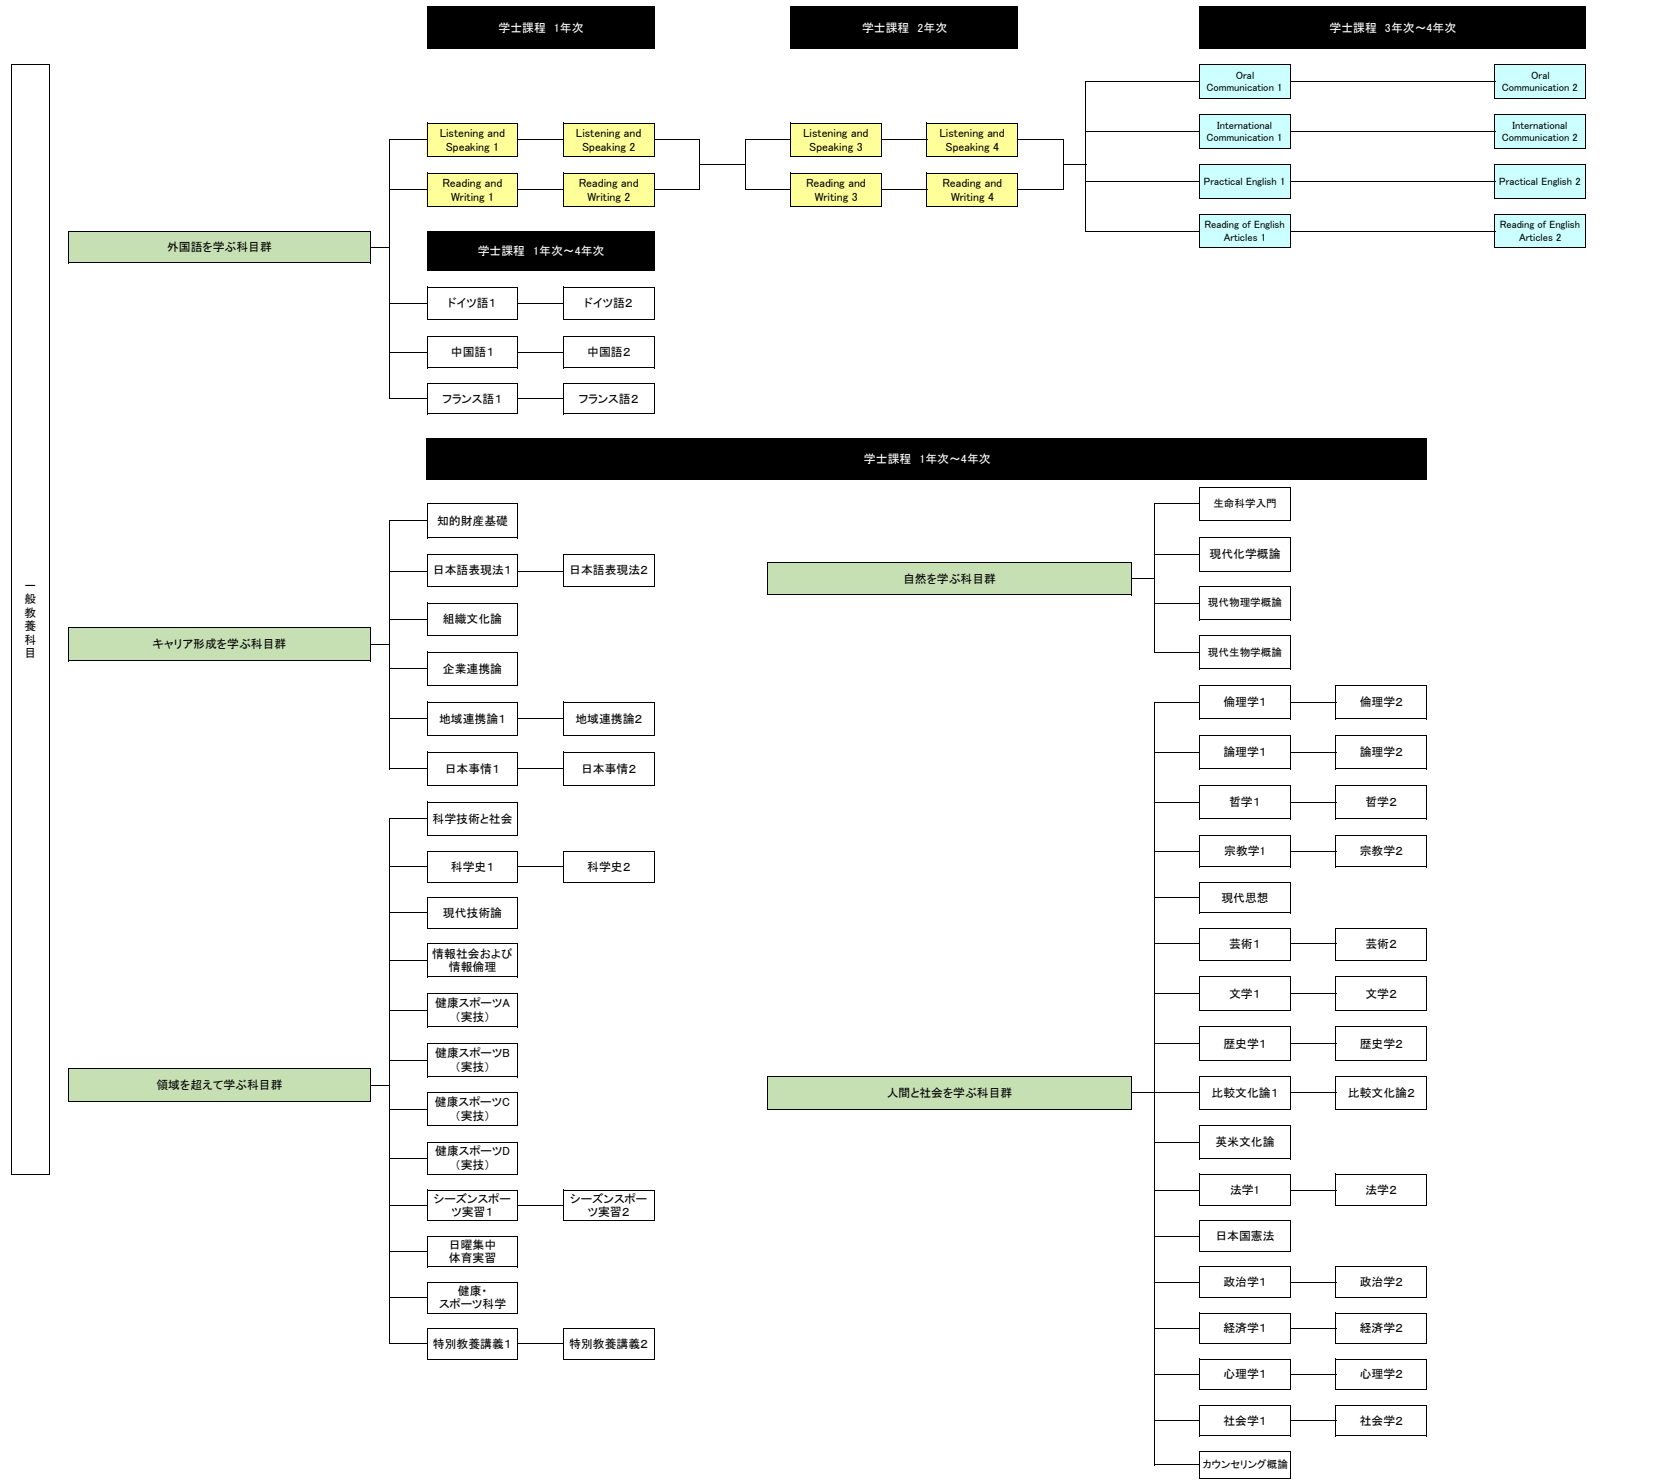 学士課程 1年次
学士課程 2年次
学士課程 3年次～4年次
一般教養科目
外国語を学ぶ科目群
Listening and
Speaking 1
Listening and
Speaking 2
Listening and
Speaking 3
Listening and
Speaking 4
Reading and
Writing 1
Reading and
Writing 2
Reading and
Writing 3
Reading and
Writing 4
Oral
Communication 1
Oral
Communication 2
International
Communication 1
International
Communication 2
Practical English 1
Practical English 2
Reading of English
Articles 1
Reading of English
Articles 2
学士課程 1年次～4年次
ドイツ語1
ドイツ語2
中国語1
中国語2
フランス語1
フランス語2
学士課程 1年次～4年次
キャリア形成を学ぶ科目群
知的財産基礎
日本語表現法1
日本語表現法2
組織文化論
企業連携論
地域連携論1
地域連携論2
日本事情1
日本事情2
領域を超えて学ぶ科目群
科学技術と社会
科学史1
科学史2
現代技術論
情報社会および
情報倫理
健康スポーツA
（実技）
健康スポーツB
（実技）
健康スポーツC
（実技）
健康スポーツD
（実技）
シーズンスポー
ツ実習1
シーズンスポー
ツ実習2
日曜集中
体育実習
健康・
スポーツ科学
特別教養講義1
特別教養講義2
自然を学ぶ科目群
生命科学入門
現代化学概論
現代物理学概論
現代生物学概論
人間と社会を学ぶ科目群
倫理学1
倫理学2
論理学1
論理学2
哲学1
哲学2
宗教学1
宗教学2
現代思想
芸術1
芸術2
文学1
文学2
歴史学1
歴史学2
比較文化論1
比較文化論2
英米文化論
法学1
法学2
日本国憲法
政治学1
政治学2
経済学1
経済学2
心理学1
心理学2
社会学1
社会学2
カウンセリング概論